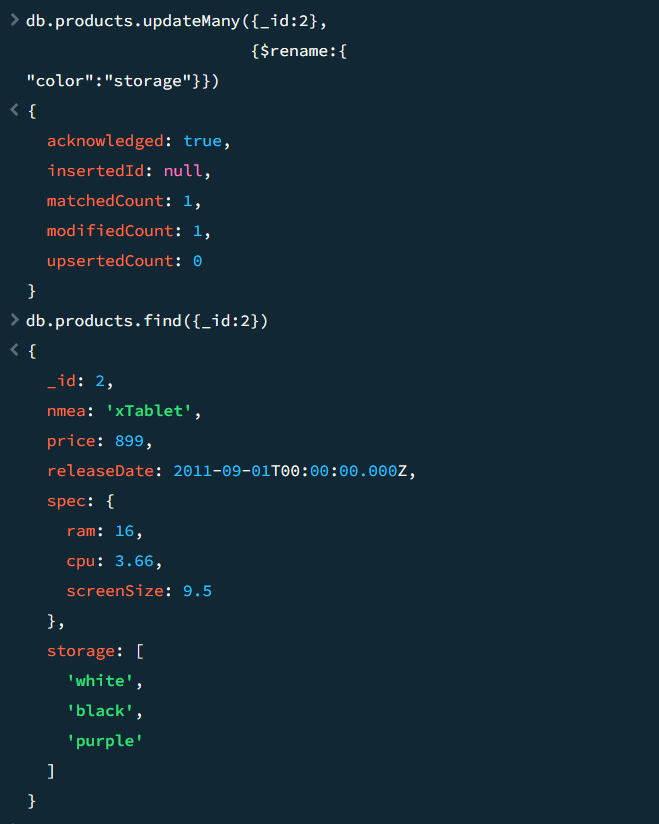 db.products.updateMany({_id:2},
{$rename:{
"color":"storage"}})
{
acknowledged: true,
insertedId: null,
matchedCount: 1,
modifiedCount: 1,
upsertedCount: 0
}
db.products.find({_id:2})
{
_id: 2,
nmea: 'xTablet',
price: 899,
releaseDate: 2011-09-01T00:00:00.000Z,
spec: {
ram: 16,
cpu: 3.66,
screenSize: 9.5
},
storage: [
'white',
'black',
'purple'
]
}